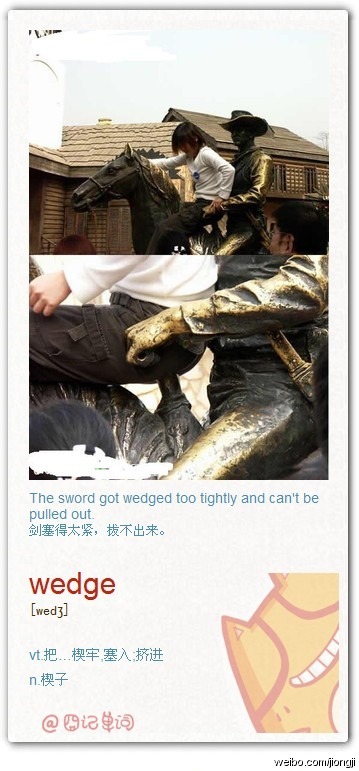 The sword got wedged too tightly and can't be
pulled out.
剑塞得太紧，拔不出来。
wedge
[wedʒ]
vt.把…楔牢,塞入;挤进
n.楔子
@囧记单词
weibo.com/jiongji